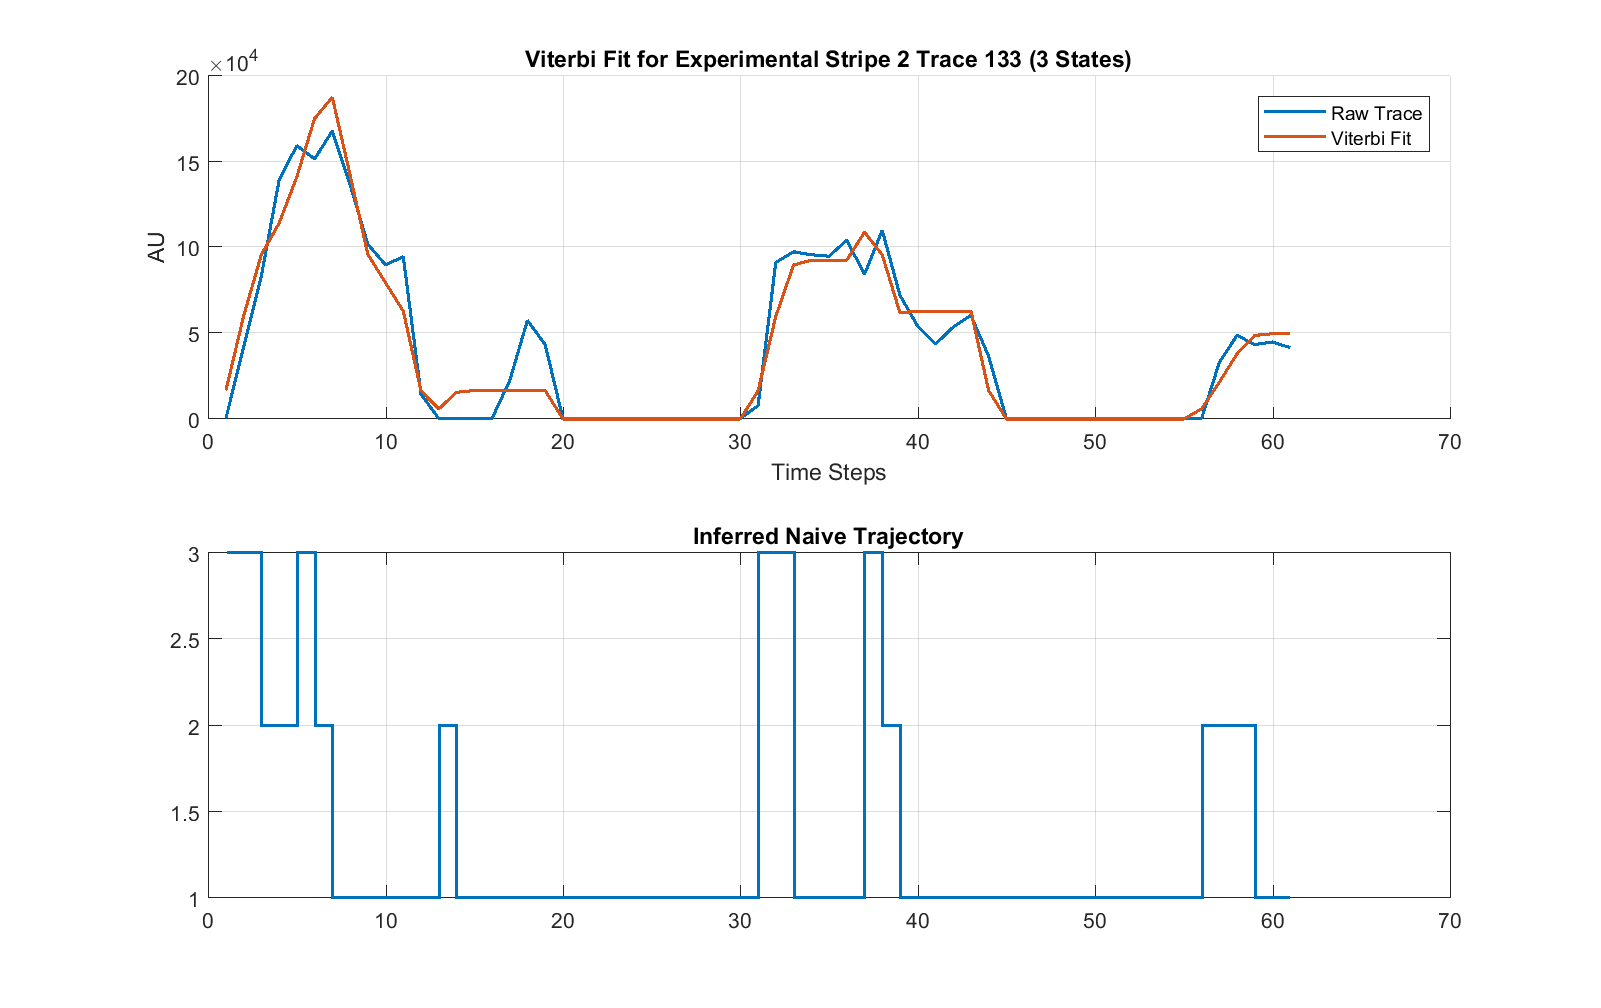 Viterbi Fit for Experimental Stripe 2 Trace 133 (3 States)
×10⁴
20
15
10
5
0
AU
Raw Trace
Viterbi Fit
0 10 20 30 40 50 60 70
Time Steps
Inferred Naive Trajectory
3
2.5
2
1.5
1
0 10 20 30 40 50 60 70